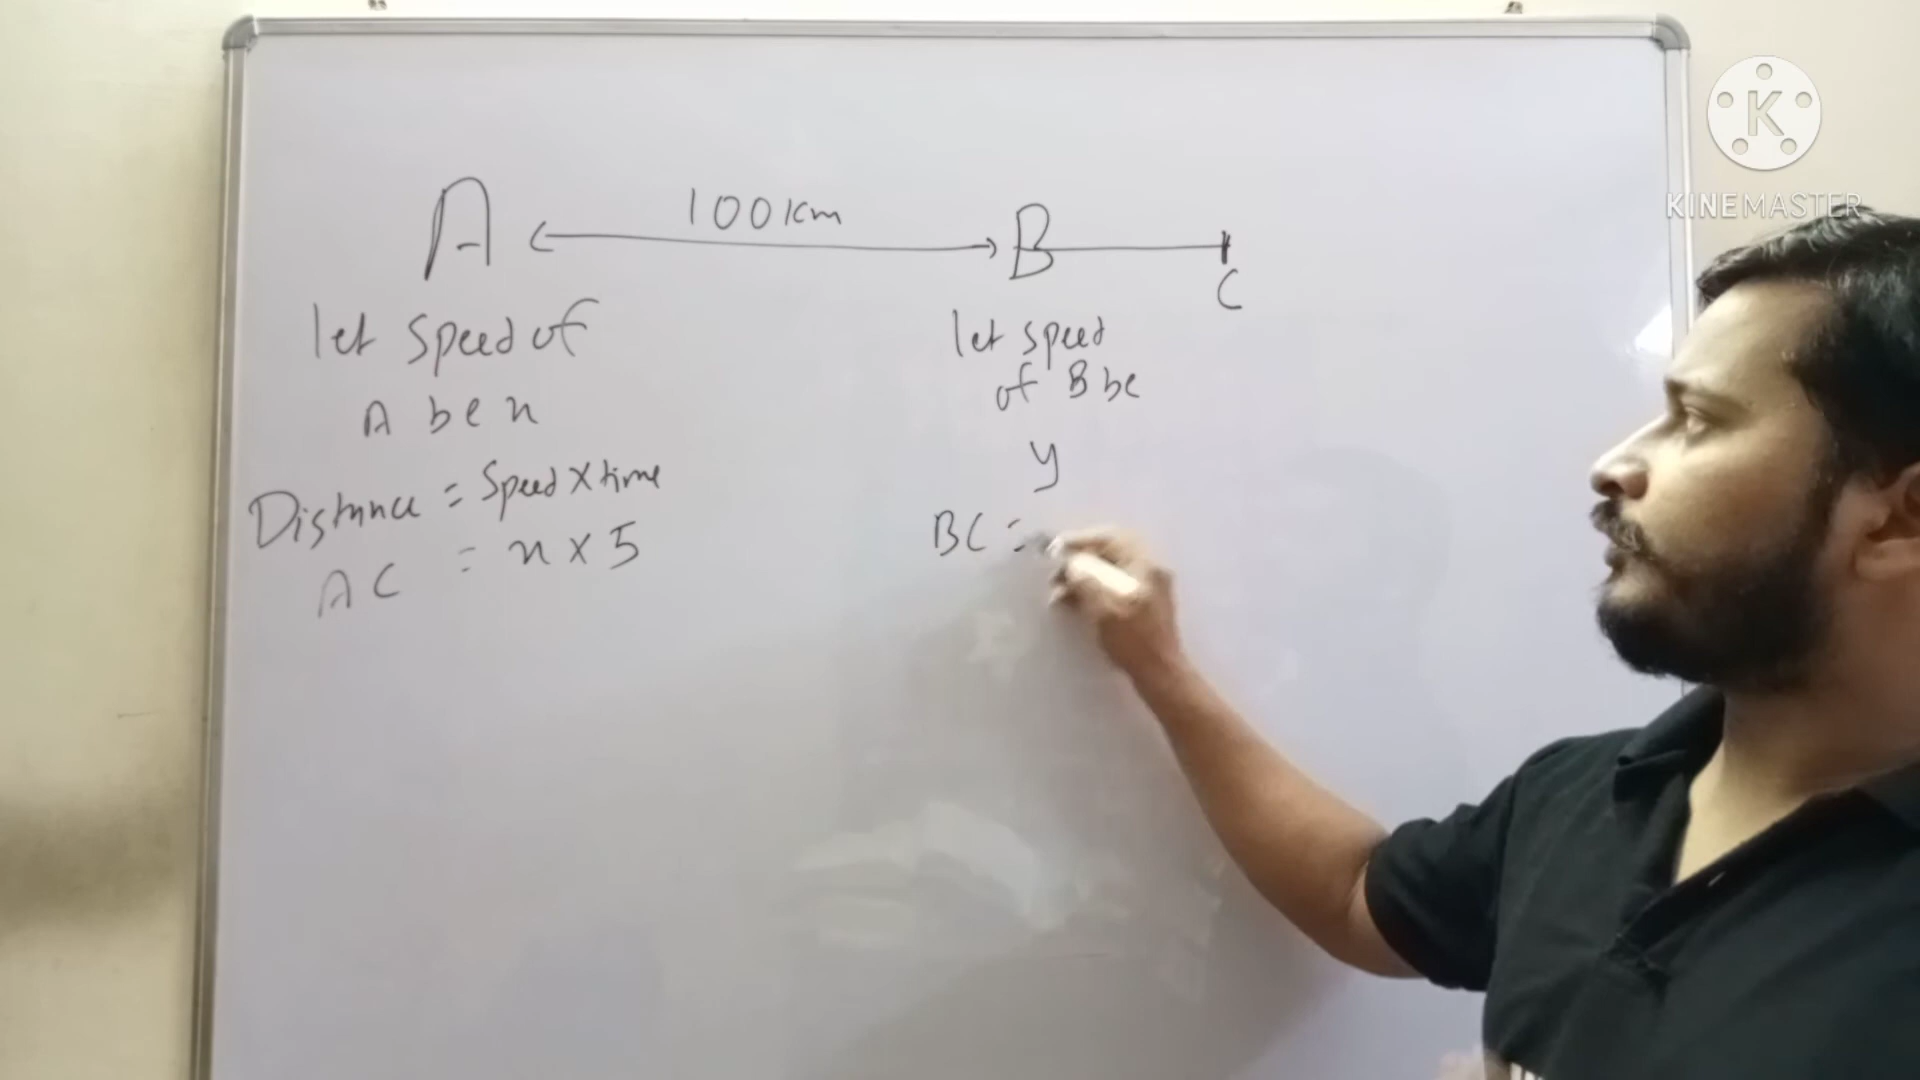 A 100 km B
C
let speed of
A be x
Distance = Speed × time
AC = x × 5
let speed
of B be
y
BC =
K
KINEMASTER